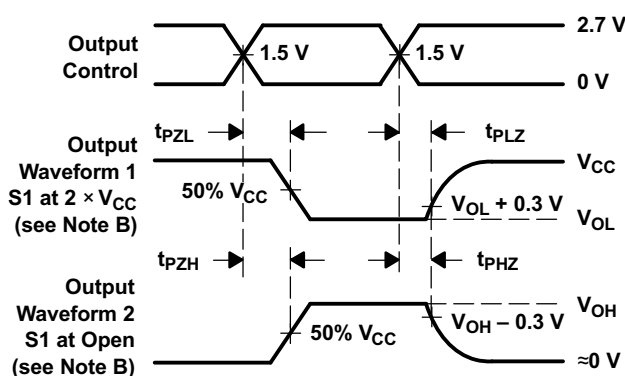 2.7 V
Output
Control
1.5 V
1.5 V
0 V
tPZL
tPLZ
Output
Waveform 1
S1 at 2 × VCC
(see Note B)
VCC
50% VCC
VOL + 0.3 V
VOL
tPZH
tPHZ
Output
Waveform 2
S1 at Open
(see Note B)
VOH
50% VCC
VOH – 0.3 V
≈0 V